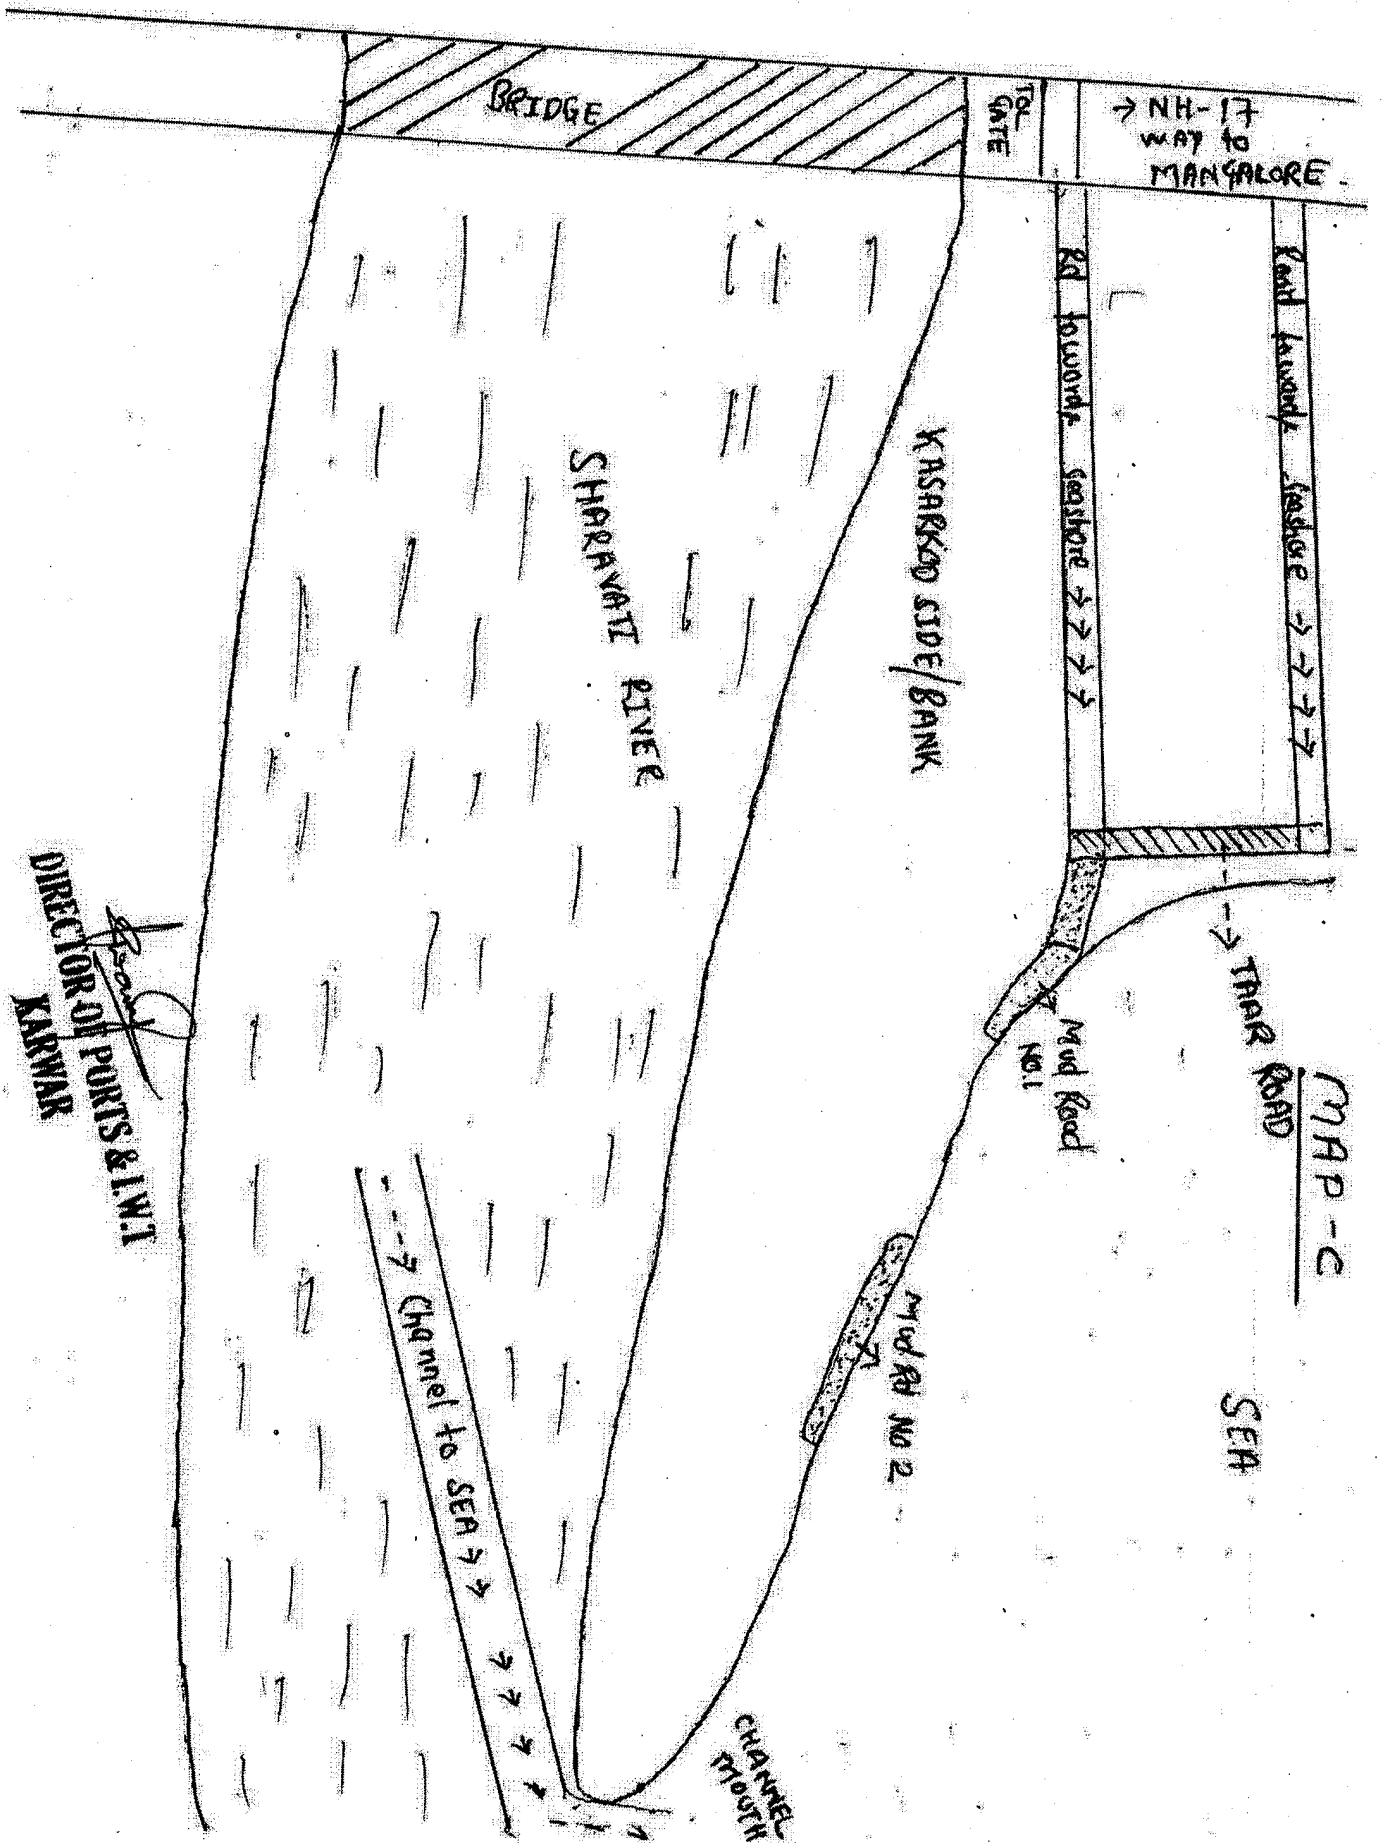 MAP-C
BRIDGE
TOL
GATE
→ NH-17
WAY to
MANGALORE.
Rd towards seashore → → → → →
Road towards seashore → → → → →
KASARKOD SIDE/BANK
SHARAVATI RIVER
TAAR
ROAD
Mud Road
NO.1
Mud Rd NO 2
SEA
Channel to SEA → →
CHANNEL
MOUTH
DIRECTOR OF PORTS & I.W.T
KARWAR